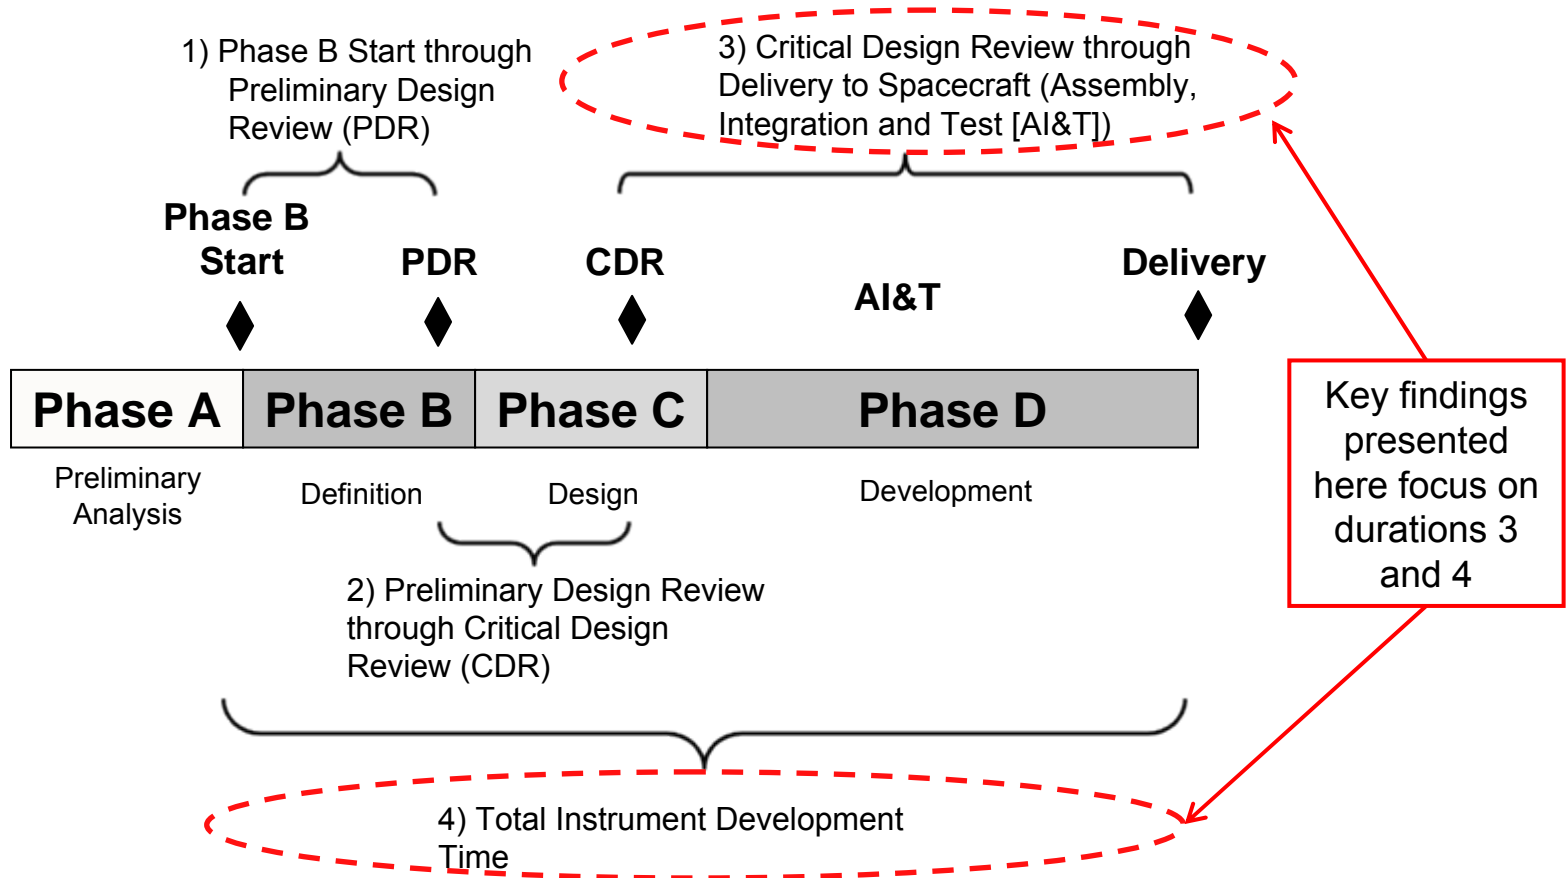 1) Phase B Start through
Preliminary Design
Review (PDR)
3) Critical Design Review through
Delivery to Spacecraft (Assembly,
Integration and Test [AI&T])
Phase B
Start
PDR
CDR
AI&T
Delivery
Phase A
Phase B
Phase C
Phase D
Preliminary
Analysis
Definition
Design
Development
2) Preliminary Design Review
through Critical Design
Review (CDR)
4) Total Instrument Development
Time
Key findings
presented
here focus on
durations 3
and 4